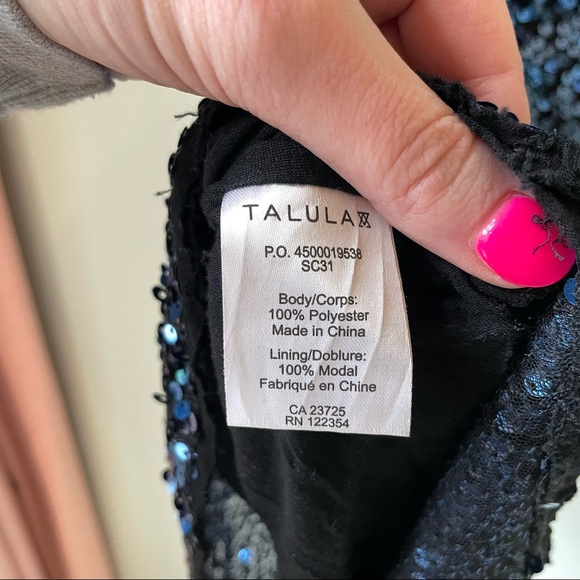 TALULA
P.O. 4500019538
SC31
Body/Corps:
100% Polyester
Made in China
Lining/Doublure:
100% Modal
Fabriqué en Chine
CA 23725
RN 122354